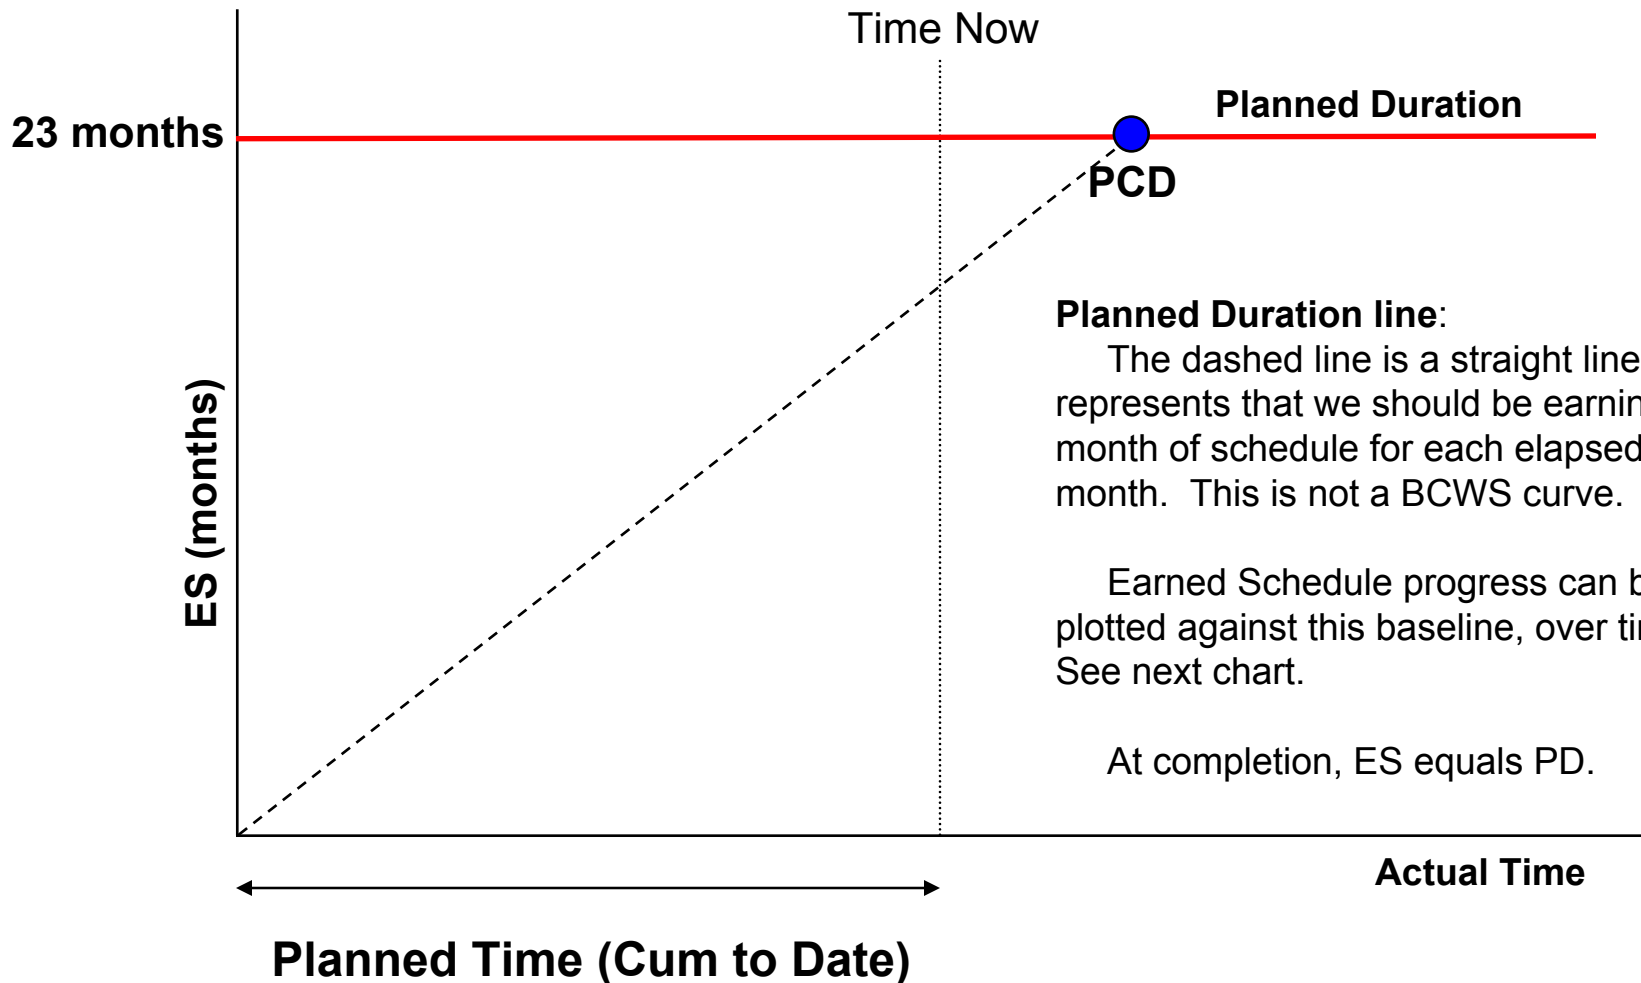 Time Now
Planned Duration
23 months
PCD
ES (months)
Planned Duration line:
The dashed line is a straight line
represents that we should be
month of schedule for each elapsed
month. This is not a BCWS curve.
Earned Schedule progress can
plotted against this baseline, over
See next chart.
At completion, ES equals PD.
Actual Time
Planned Time (Cum to Date)